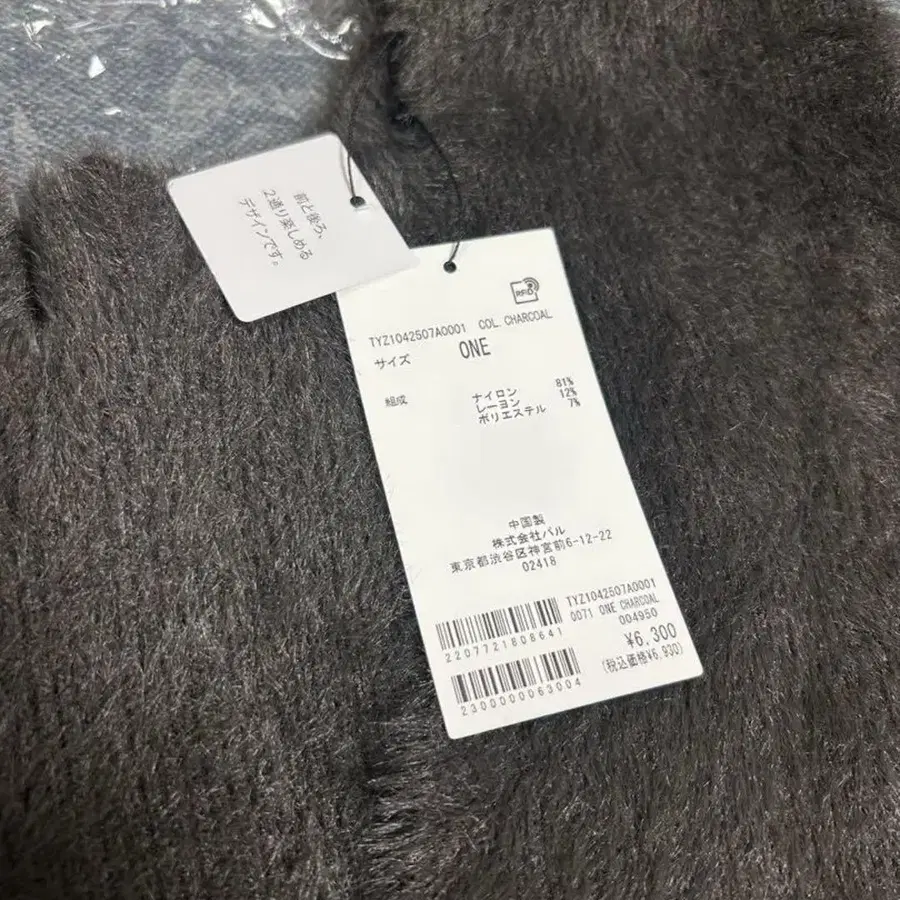 前と後ろ、
2通り楽しめる
デザインです。
RFID
TYZ1042507A0001 COL. CHARCOAL
サイズ ONE
組成 ナイロン 81%
レーヨン 12%
ポリエステル 7%
中国製
株式会社パル
東京都渋谷区神宮前6-12-22
02418
TYZ1042507A0001
0071 ONE CHARCOAL
004950
2207721808641
¥6,300
(税込価格¥6,930)
2300000063004